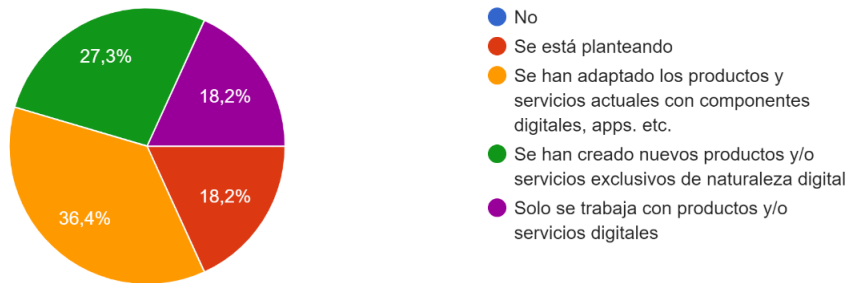 27,3%
18,2%
36,4%
18,2%
No
Se está planteando
Se han adaptado los productos y
servicios actuales con componentes
digitales, apps. etc.
Se han creado nuevos productos y/o
servicios exclusivos de naturaleza digital
Solo se trabaja con productos y/o
servicios digitales